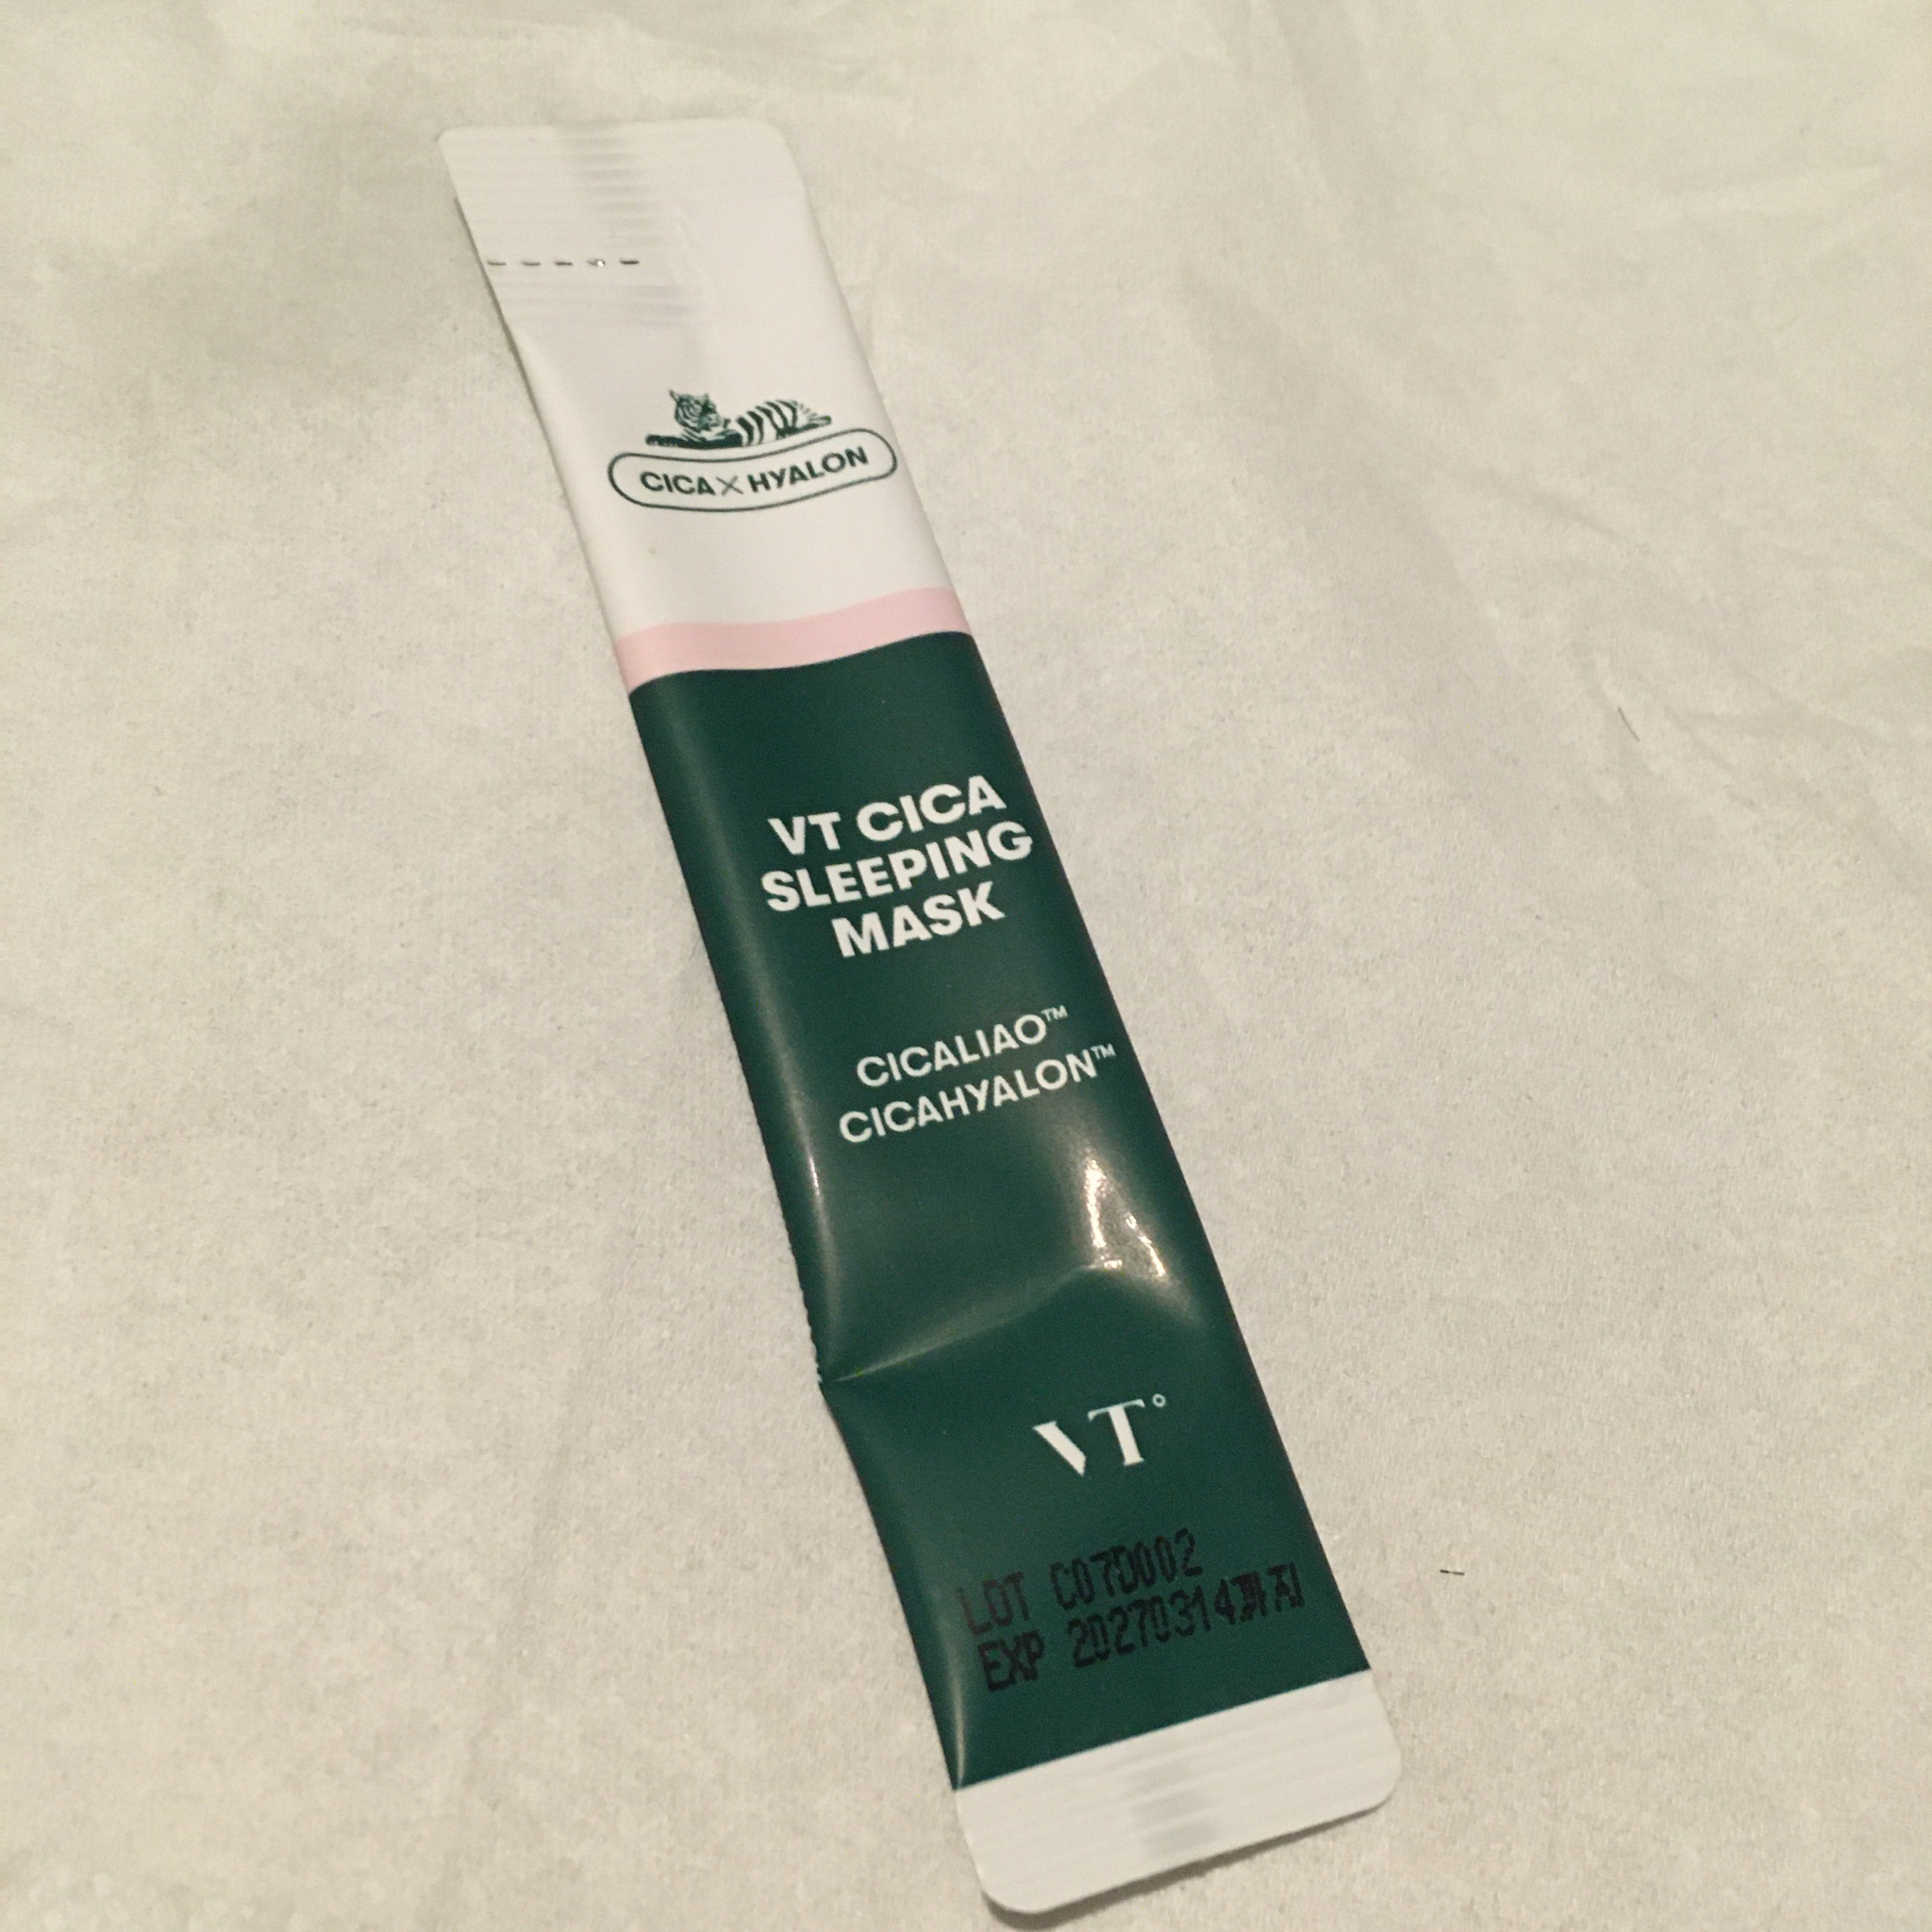 CICA X HYALON
VT CICA
SLEEPING
MASK
CICALIAO™
CICAHYALON™
VT
LOT C07D002
EXP 20270314까지